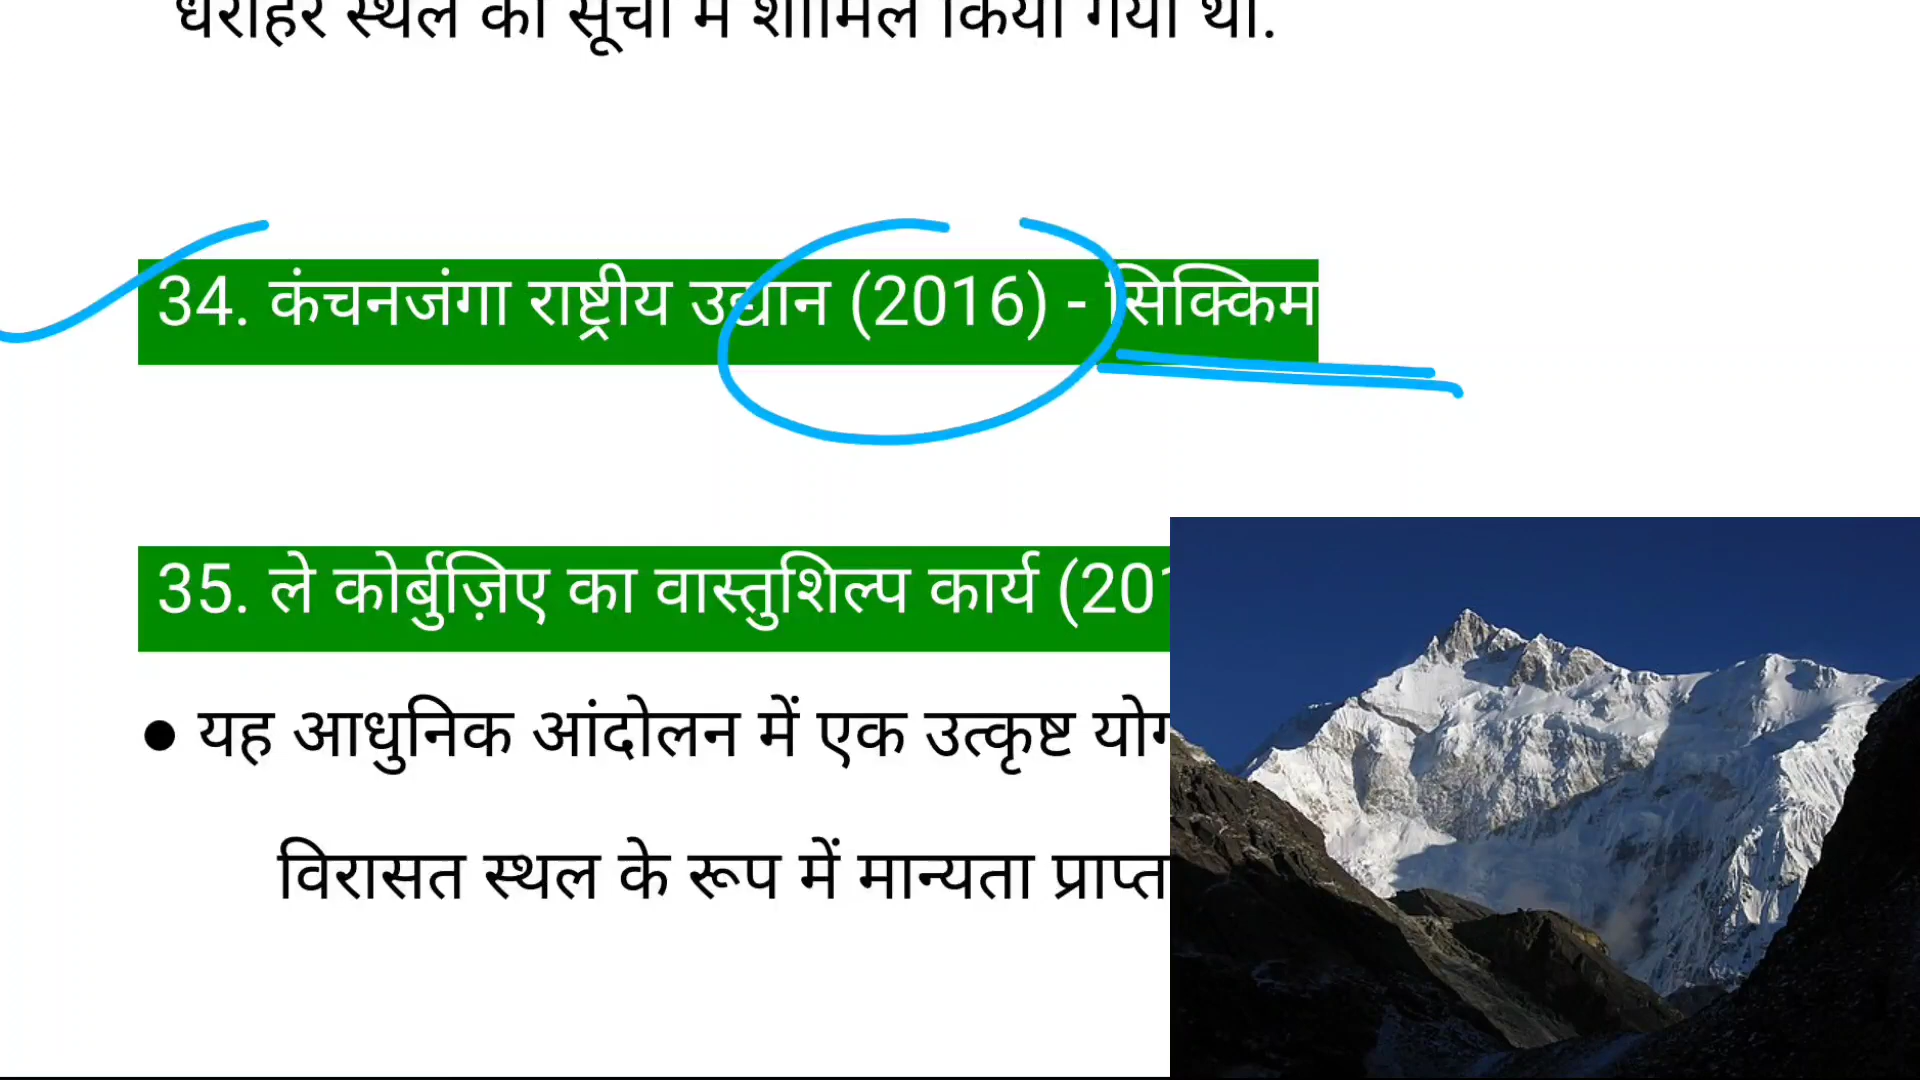 धरोहर स्थल की सूची में शामिल किया गया था.
34. कंचनजंगा राष्ट्रीय उद्यान (2016) - सिक्किम
35. ले कोर्बुज़िए का वास्तुशिल्प कार्य (20
● यह आधुनिक आंदोलन में एक उत्कृष्ट
विरासत स्थल के रूप में मान्यता प्राप्त